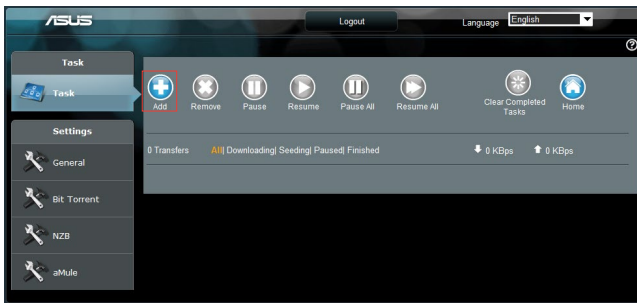 ASUS
Logout
Language English
Task
Task
Add Remove Pause Resume Pause All Resume All Clear Completed Tasks Home
0 Transfers All| Downloading| Seeding| Paused| Finished 0 KBps 0 KBps
Settings
General
Bit Torrent
NZB
aMule